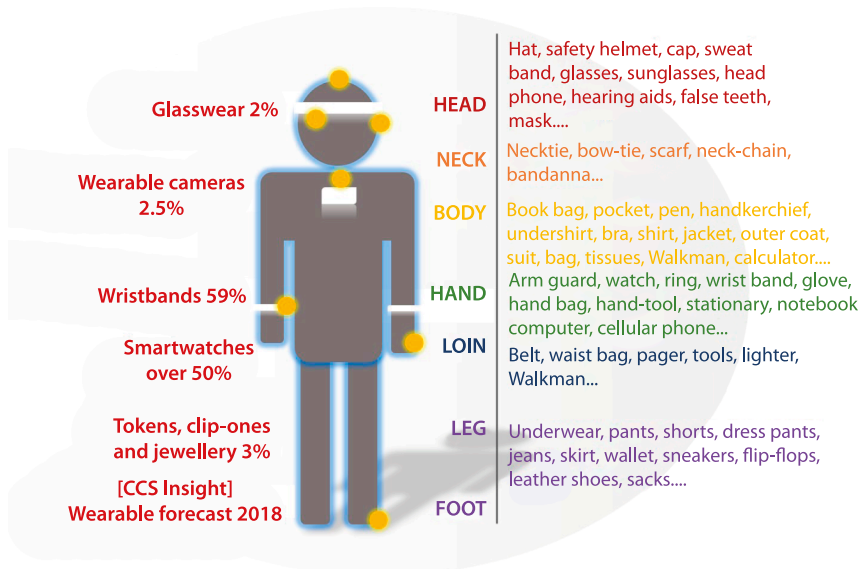 Glasswear 2%
Wearable cameras
2.5%
Wristbands 59%
Smartwatches
over 50%
Tokens, clip-ones
and jewellery 3%
[CCS Insight]
Wearable forecast 2018
HEAD
Hat, safety helmet, cap, sweat
band, glasses, sunglasses, head
phone, hearing aids, false teeth,
mask....
NECK
Necktie, bow-tie, scarf, neck-chain,
bandanna...
BODY
Book bag, pocket, pen, handkerchief,
undershirt, bra, shirt, jacket, outer coat,
suit, bag, tissues, Walkman, calculator....
HAND
Arm guard, watch, ring, wrist band, glove,
hand bag, hand-tool, stationary, notebook
computer, cellular phone...
LOIN
Belt, waist bag, pager, tools, lighter,
Walkman...
LEG
Underwear, pants, shorts, dress pants,
jeans, skirt, wallet, sneakers, flip-flops,
leather shoes, sacks....
FOOT